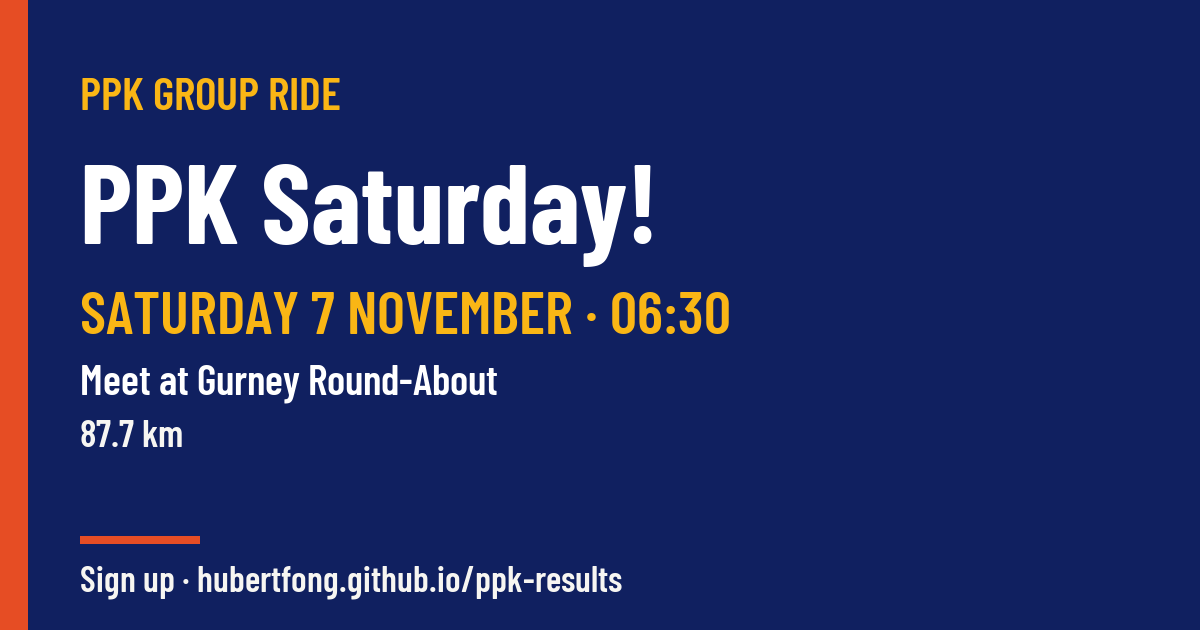 PPK GROUP RIDE
PPK Saturday!
SATURDAY 7 NOVEMBER · 06:30
Meet at Gurney Round-About
87.7 km
Sign up · hubertfong.github.io/ppk-results